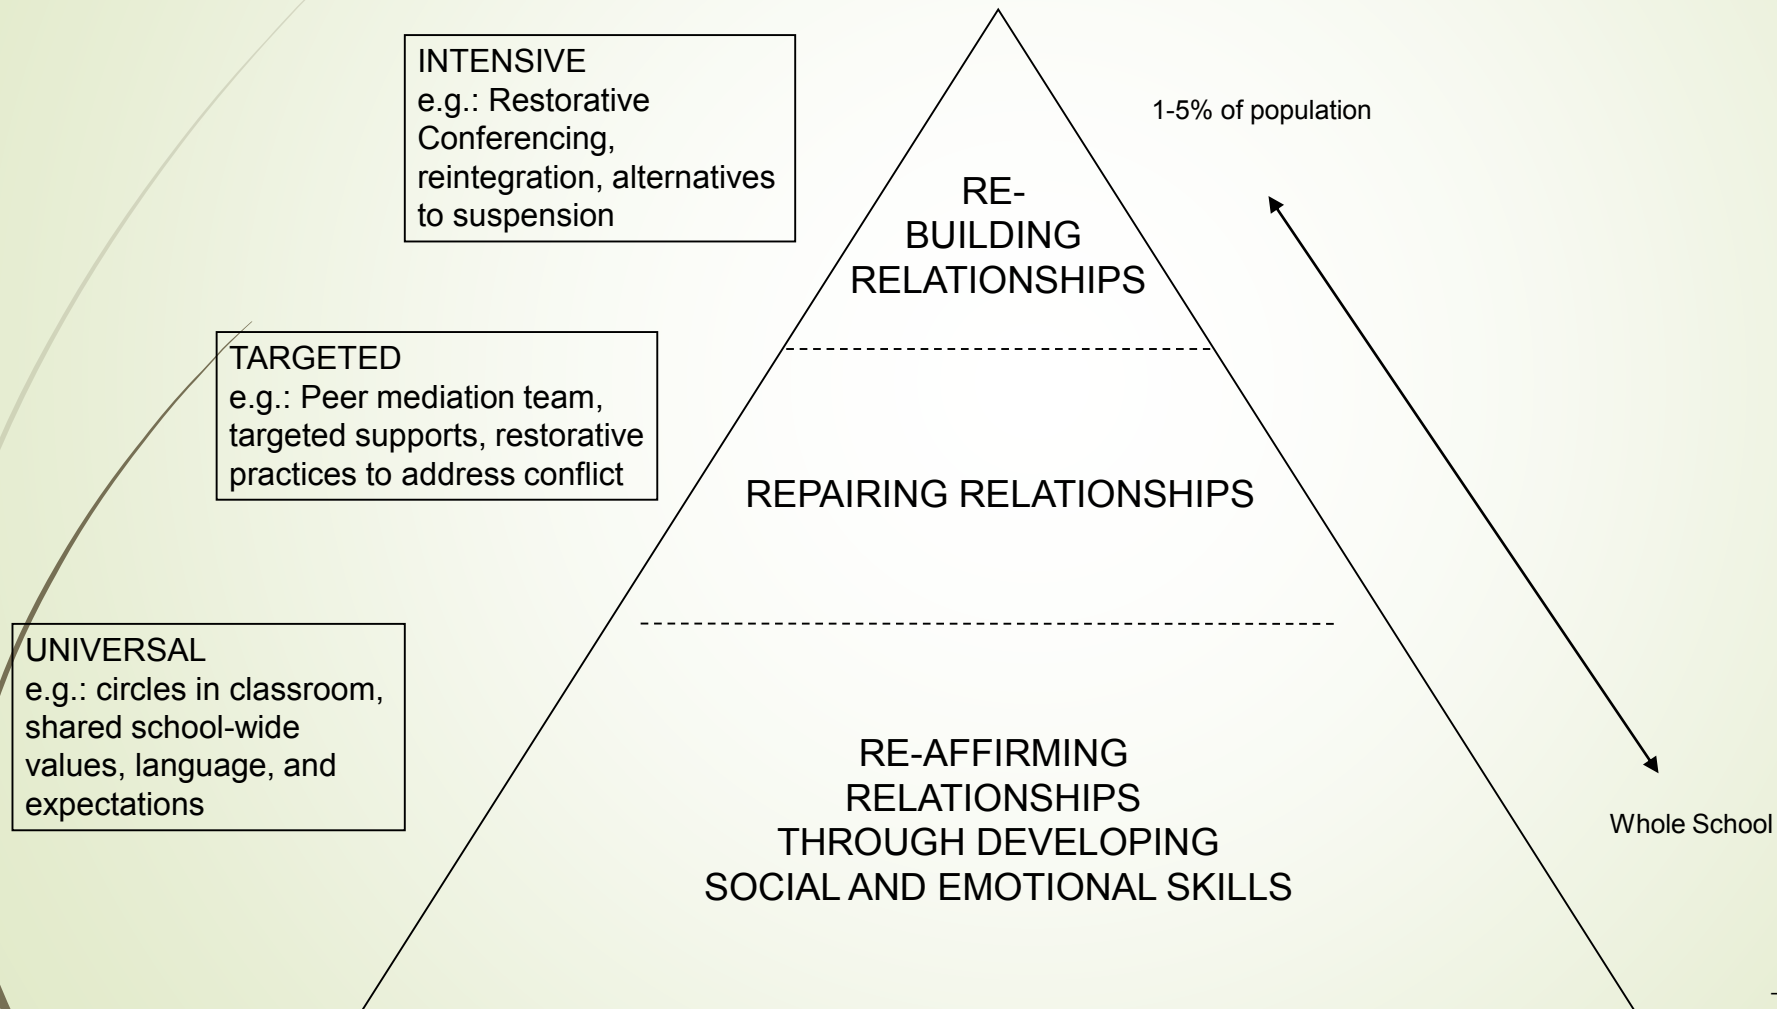 INTENSIVE
e.g.: Restorative
Conferencing,
reintegration, alternatives
to suspension
1-5% of population
RE-
BUILDING
RELATIONSHIPS
TARGETED
e.g.: Peer mediation team,
targeted supports, restorative
practices to address conflict
REPAIRING RELATIONSHIPS
UNIVERSAL
e.g.: circles in classroom,
shared school-wide
values, language, and
expectations
RE-AFFIRMING
RELATIONSHIPS
THROUGH DEVELOPING
SOCIAL AND EMOTIONAL SKILLS
Whole School